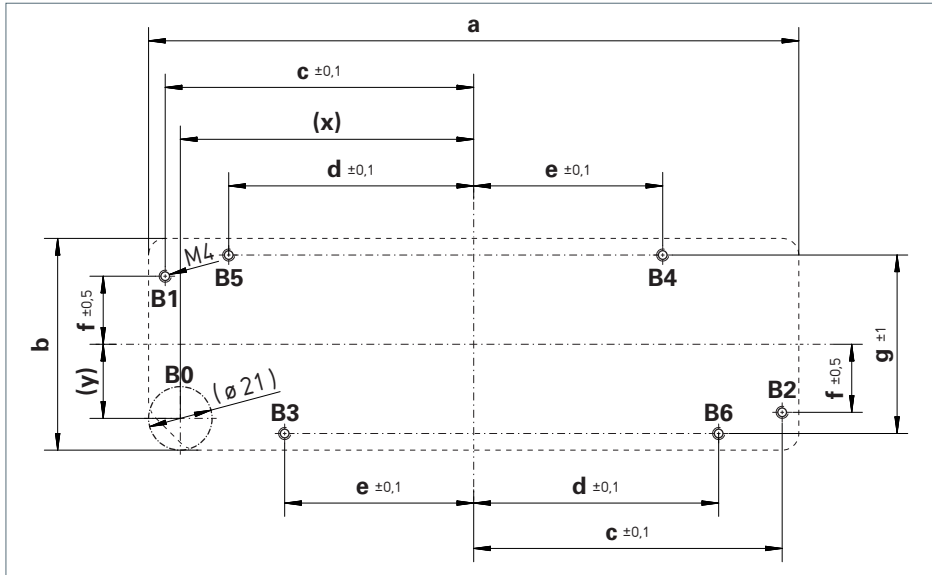 a
c ±0,1
(x)
d ±0,1
e ±0,1
M4
B1
B5
B4
f ±0,5
b
g ±1
(y)
B0
(ø 21)
f ±0,5
B2
B3
B6
e ±0,1
d ±0,1
c ±0,1